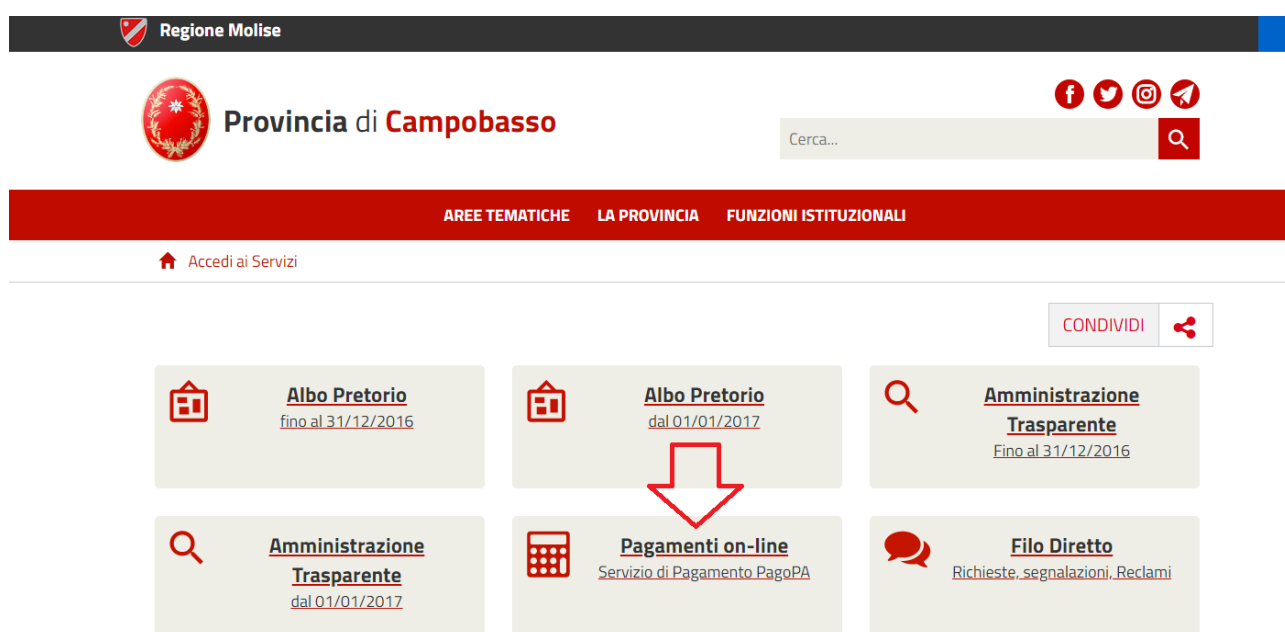 Regione Molise
Provincia di Campobasso
Cerca...
AREE TEMATICHE LA PROVINCIA FUNZIONI ISTITUZIONALI
Accedi ai Servizi
CONDIVIDI
Albo Pretorio
fino al 31/12/2016
Albo Pretorio
dal 01/01/2017
Amministrazione
Trasparente
Fino al 31/12/2016
Amministrazione
Trasparente
dal 01/01/2017
Pagamenti on-line
Servizio di Pagamento PagoPA
Filo Diretto
Richieste, segnalazioni, Reclami